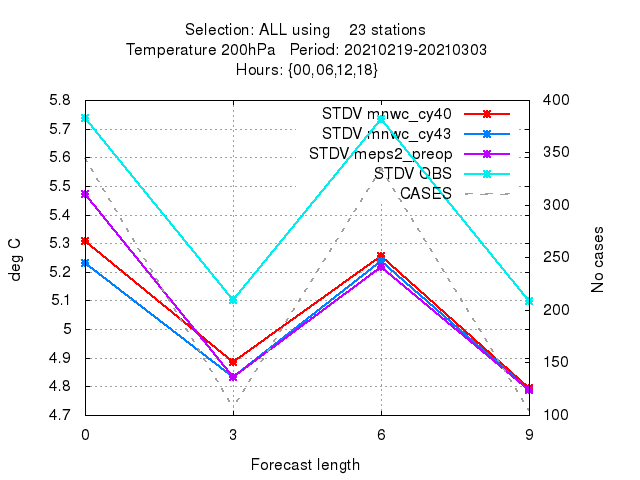 Selection: ALL using 23 stations
Temperature 200hPa Period: 20210219-20210303
Hours: {00,06,12,18}
5.8
5.7
5.6
5.5
5.4
5.3
5.2
5.1
5
4.9
4.8
4.7
deg C
STDV mnwc_cy40
STDV mnwc_cy43
STDV meps2_preop
STDV OBS
CASES
400
350
300
250
200
150
100
No cases
0 3 6 9
Forecast length